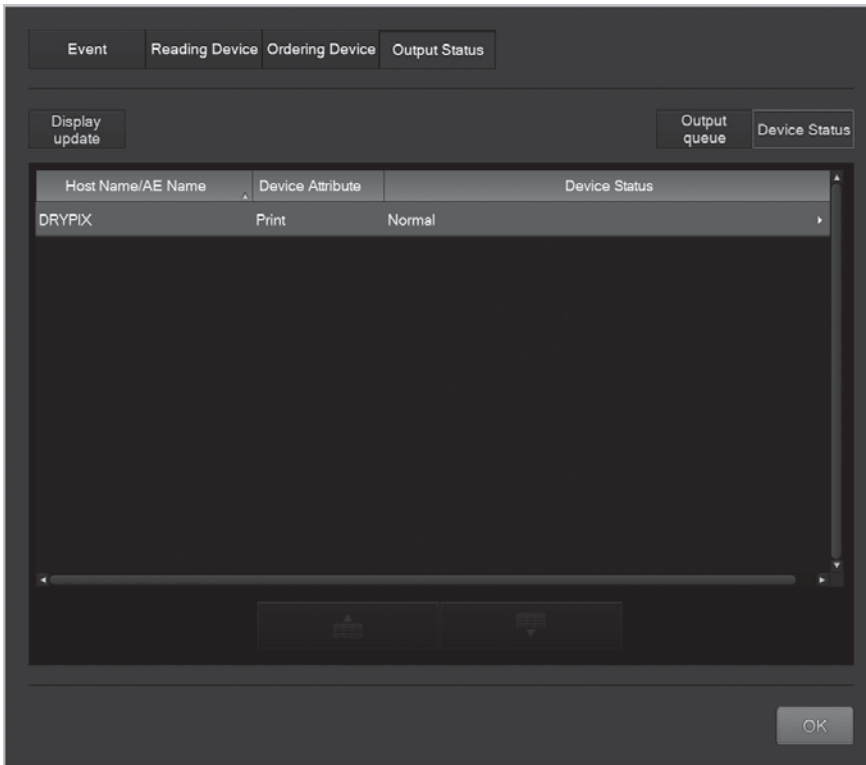 Event Reading Device Ordering Device Output Status
Display
update
Output
queue
Device Status
Host Name/AE Name Device Attribute Device Status
DRYPIX Print Normal
OK